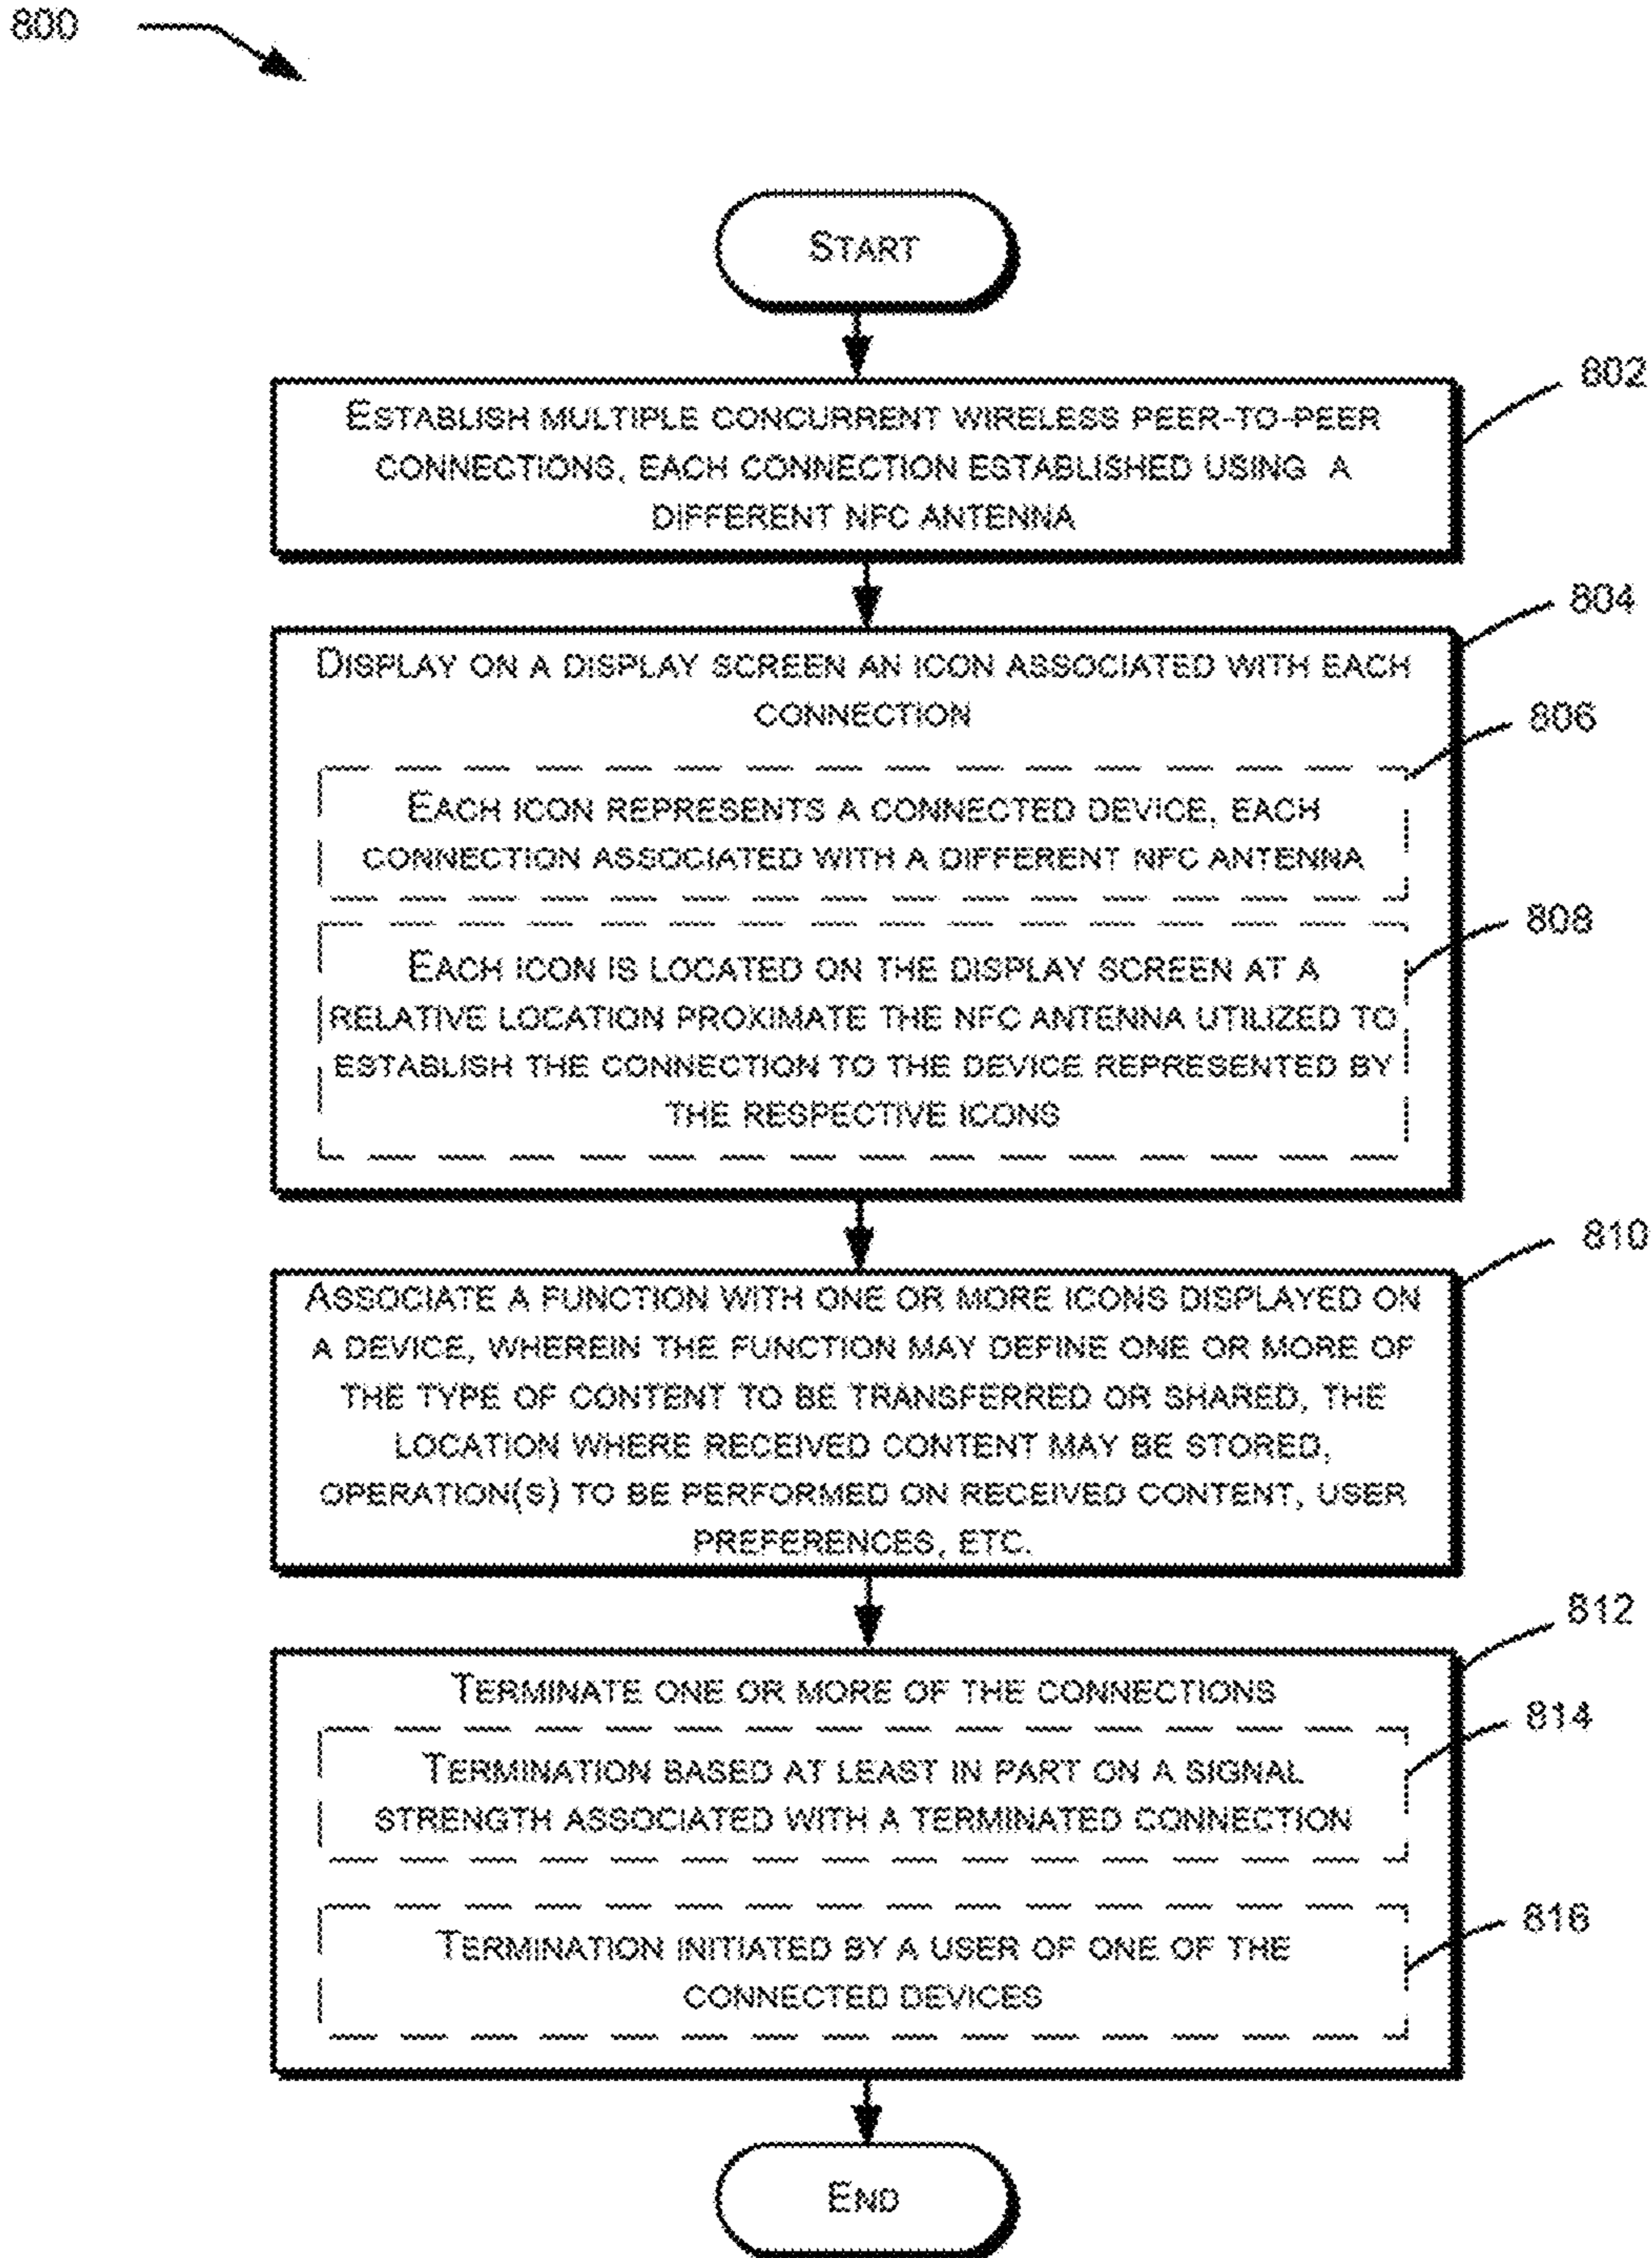 800
START
802
ESTABLISH MULTIPLE CONCURRENT WIRELESS PEER-TO-PEER
CONNECTIONS, EACH CONNECTION ESTABLISHED USING A
DIFFERENT NFC ANTENNA
804
DISPLAY ON A DISPLAY SCREEN AN ICON ASSOCIATED WITH EACH
CONNECTION
806
EACH ICON REPRESENTS A CONNECTED DEVICE, EACH
CONNECTION ASSOCIATED WITH A DIFFERENT NFC ANTENNA
808
EACH ICON IS LOCATED ON THE DISPLAY SCREEN AT A
RELATIVE LOCATION PROXIMATE THE NFC ANTENNA UTILIZED TO
ESTABLISH THE CONNECTION TO THE DEVICE REPRESENTED BY
THE RESPECTIVE ICONS
810
ASSOCIATE A FUNCTION WITH ONE OR MORE ICONS DISPLAYED ON
A DEVICE, WHEREIN THE FUNCTION MAY DEFINE ONE OR MORE OF
THE TYPE OF CONTENT TO BE TRANSFERRED OR SHARED, THE
LOCATION WHERE RECEIVED CONTENT MAY BE STORED,
OPERATION(S) TO BE PERFORMED ON RECEIVED CONTENT, USER
PREFERENCES, ETC.
812
TERMINATE ONE OR MORE OF THE CONNECTIONS
814
TERMINATION BASED AT LEAST IN PART ON A SIGNAL
STRENGTH ASSOCIATED WITH A TERMINATED CONNECTION
816
TERMINATION INITIATED BY A USER OF ONE OF THE
CONNECTED DEVICES
END